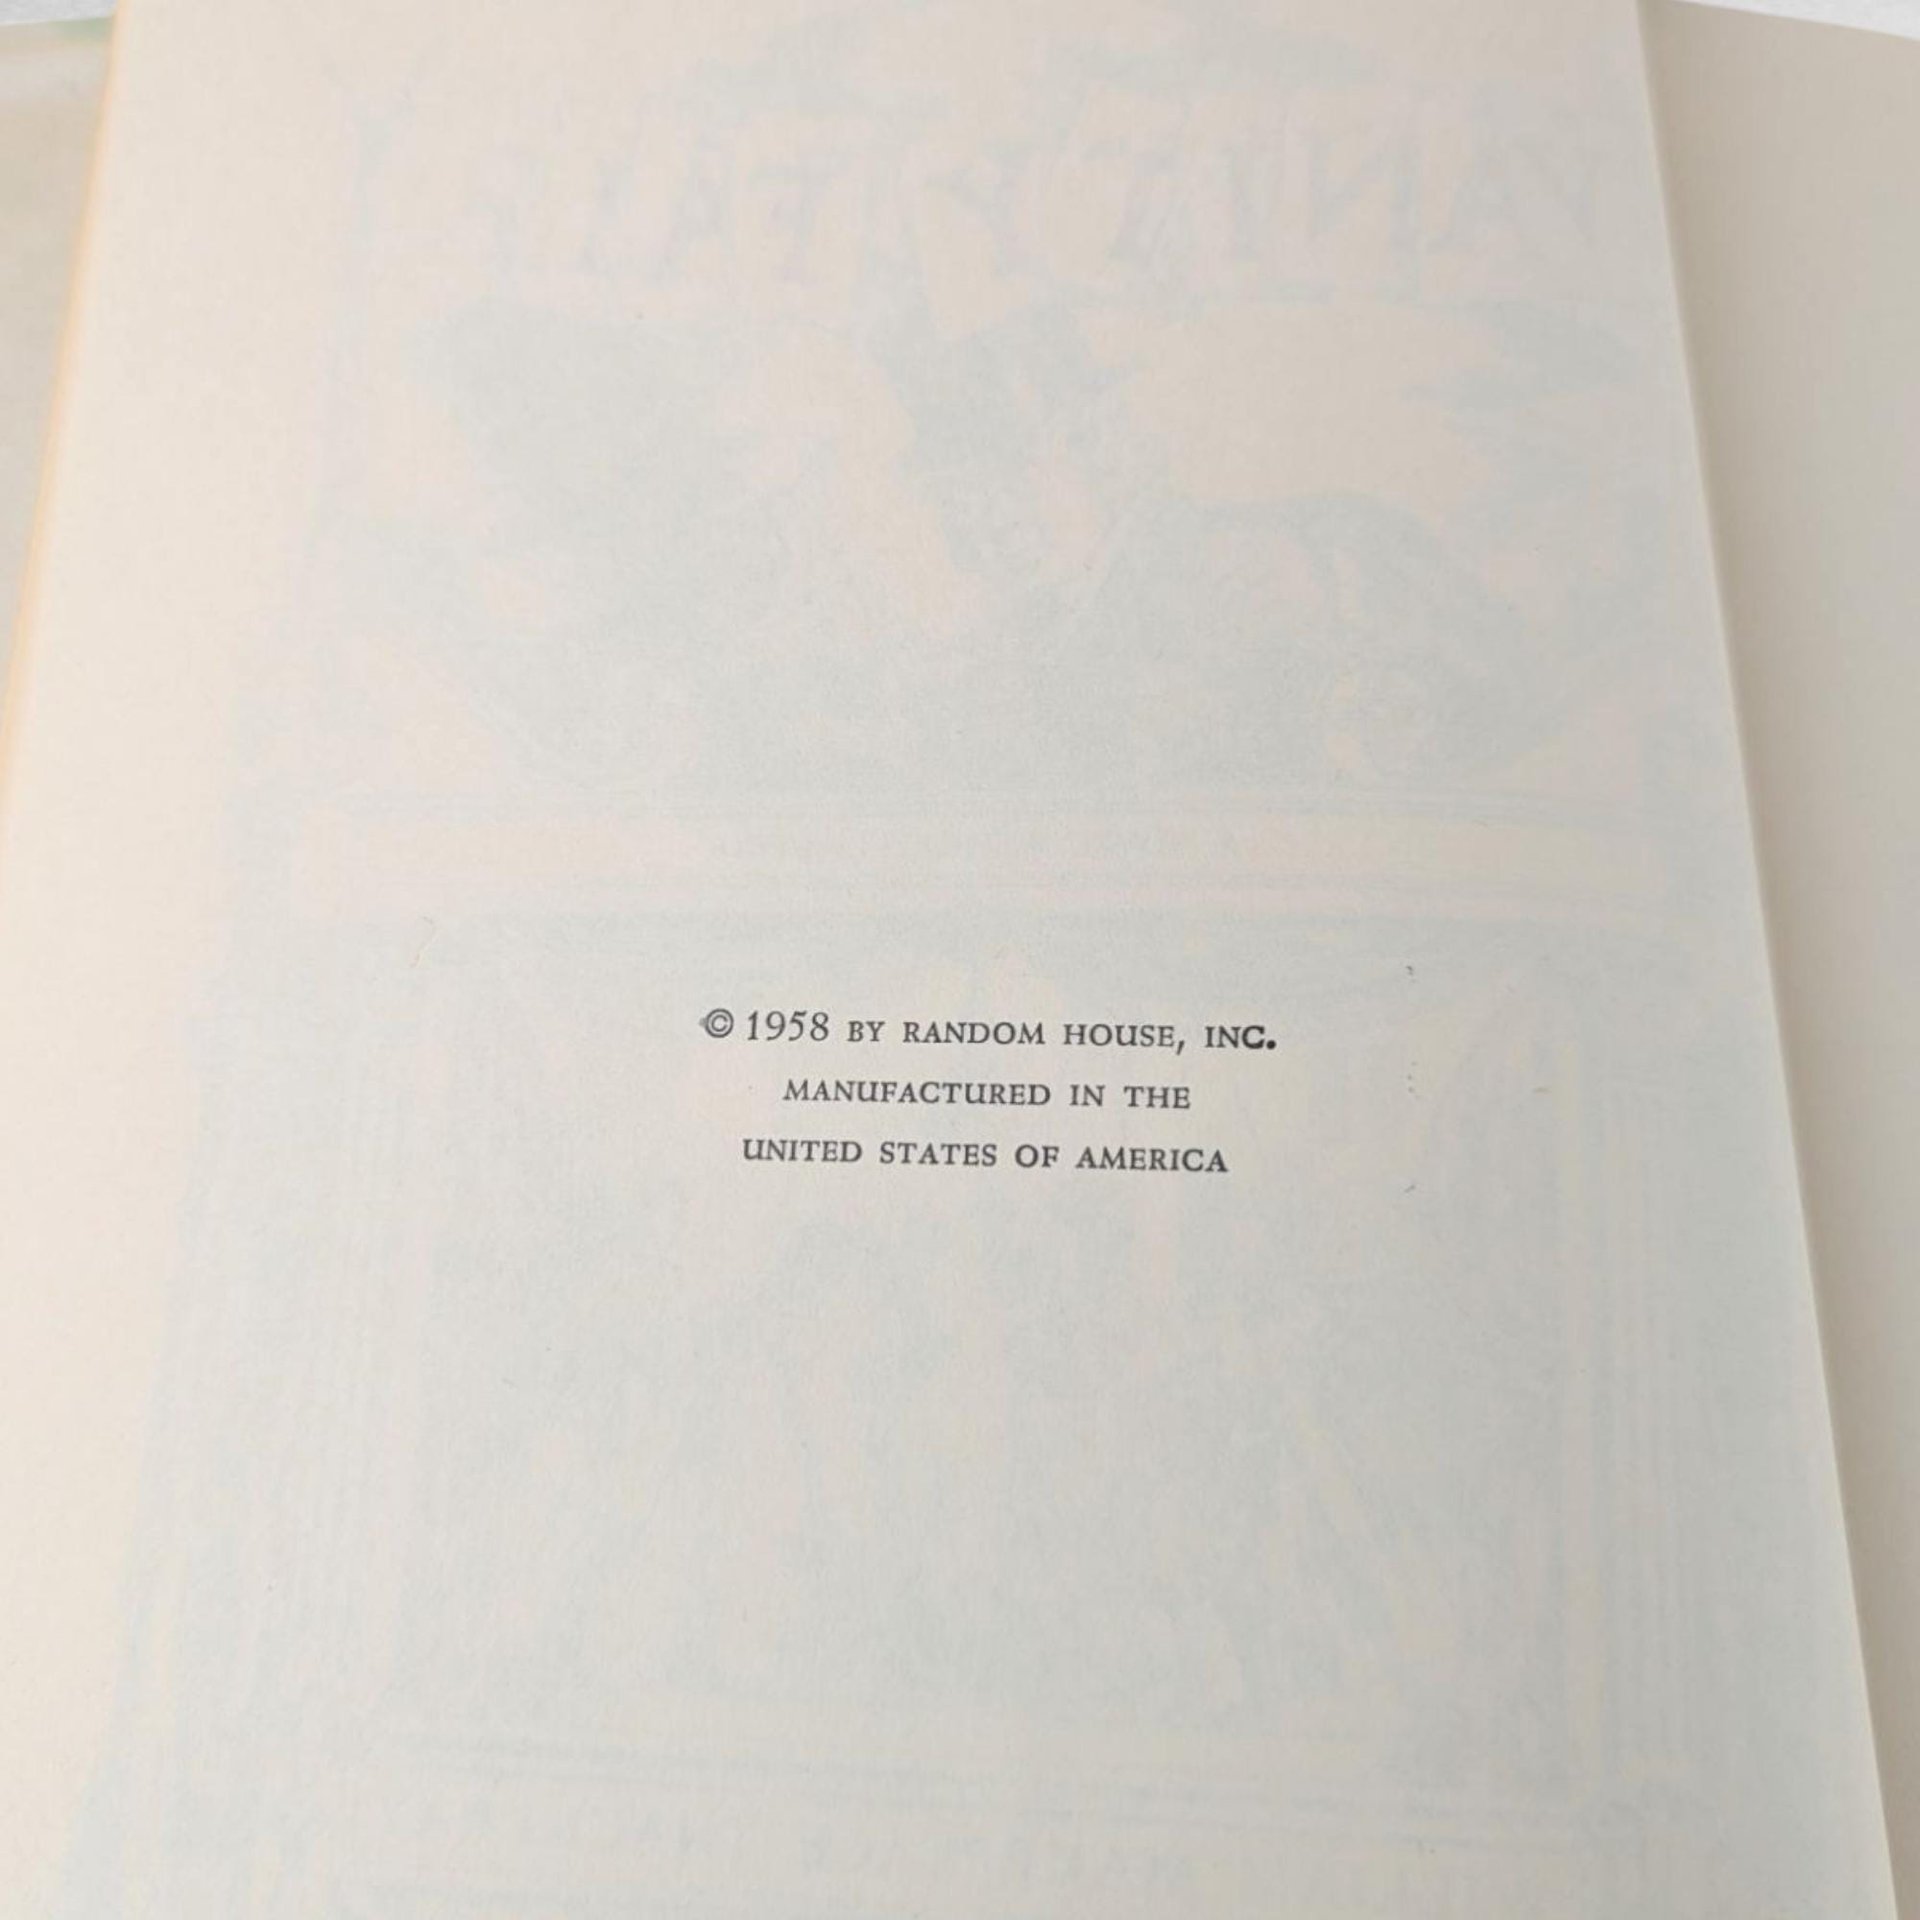 © 1958 BY RANDOM HOUSE, INC.
MANUFACTURED IN THE
UNITED STATES OF AMERICA